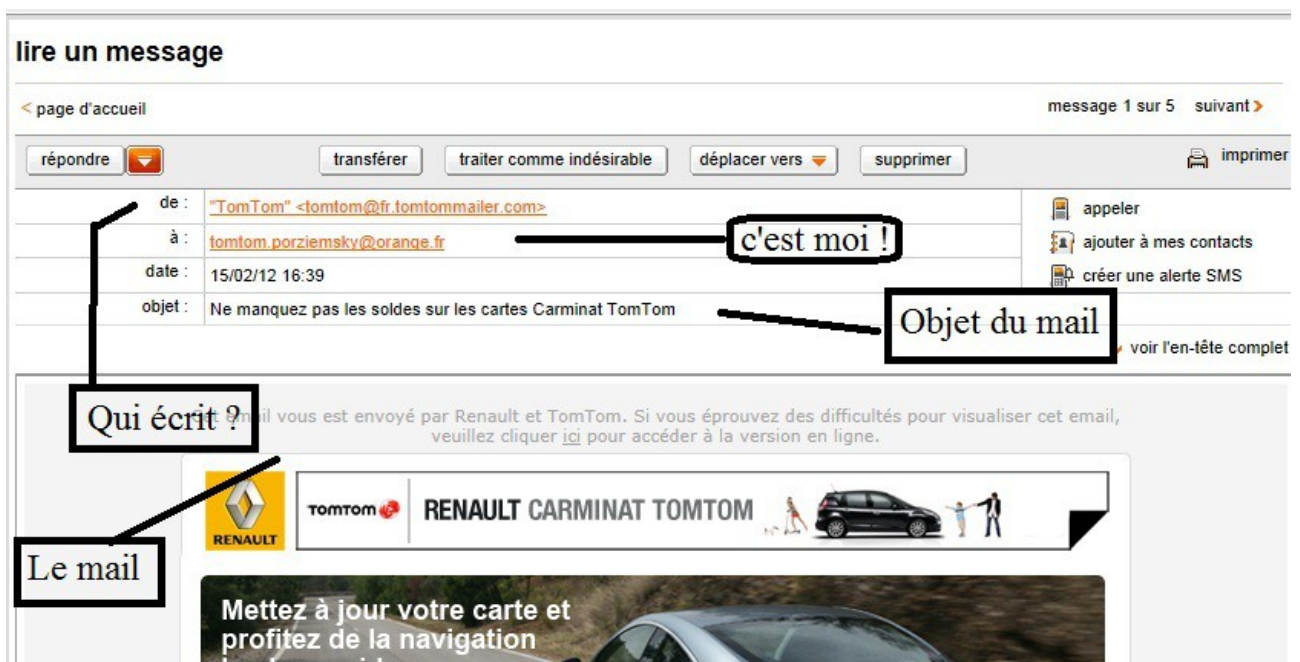 lire un message
< page d'accueil
message 1 sur 5 suivant >
répondre transférer traiter comme indésirable déplacer vers supprimer imprimer
de : "TomTom" <tomtom@fr.tomtommailer.com>
appeler
à : tomtom.porziemsky@orange.fr
c'est moi !
ajouter à mes contacts
date : 15/02/12 16:39
créer une alerte SMS
objet : Ne manquez pas les soldes sur les cartes Carminat TomTom
Objet du mail
voir l'en-tête complet
Qui écrit ?
email vous est envoyé par Renault et TomTom. Si vous éprouvez des difficultés pour visualiser cet email,
veuillez cliquer ici pour accéder à la version en ligne.
Le mail
RENAULT
TOMTOM
RENAULT CARMINAT TOMTOM
Mettez à jour votre carte et
profitez de la navigation